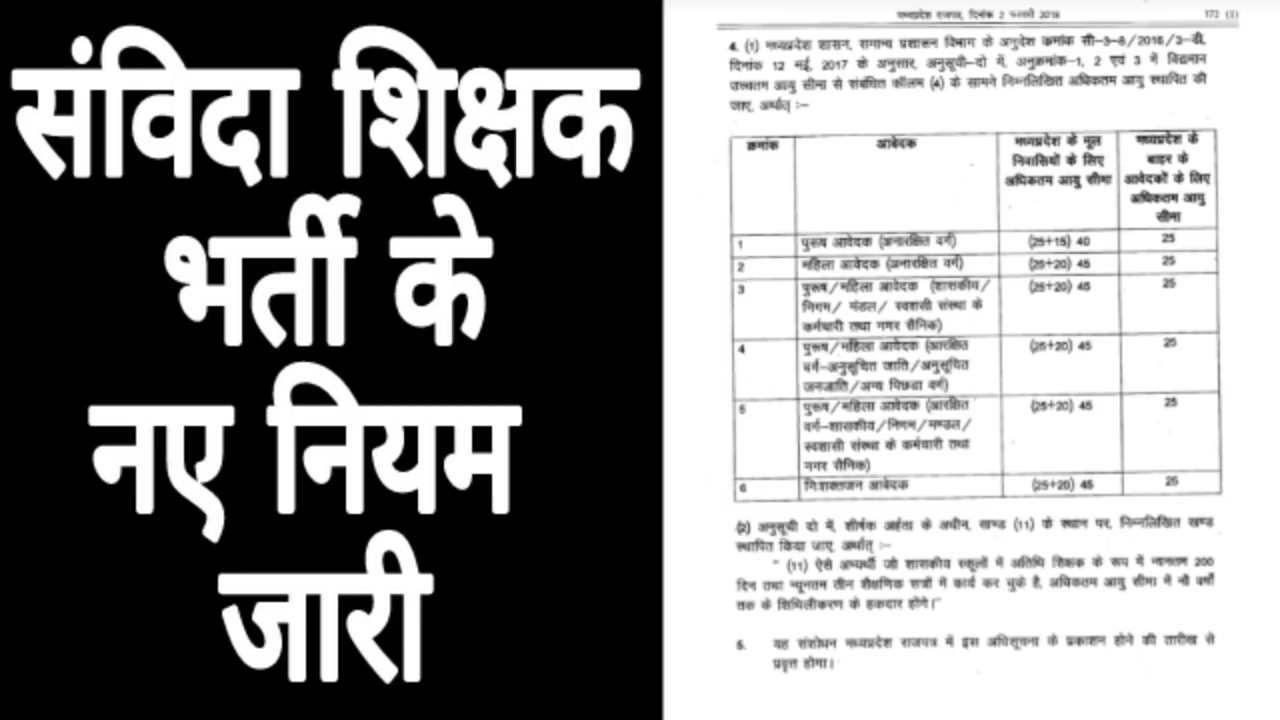 संविदा शिक्षक
भर्ती के
नए नियम
जारी
मध्यप्रदेश राजपत्र, दिनांक 2 फरवरी 2018
172 (3)
4. (1) मध्यप्रदेश शासन, सामान्य प्रशासन विभाग के अनुदेश क्रमांक सी-3-8/2016/3-डी,
दिनांक 12 मई, 2017 के अनुसार, अनुसूची-दो में, अनुक्रमांक-1, 2 एवं 3 में विद्यमान
उच्चतम आयु सीमा से संबंधित कॉलम (4) के सामने निम्नलिखित अधिकतम आयु स्थापित की
जाए, अर्थात् :-
क्रमांक
आवेदक
मध्यप्रदेश के मूल
निवासियों के लिए
अधिकतम आयु सीमा
मध्यप्रदेश के
बाहर के
आवेदकों के लिए
अधिकतम आयु
सीमा
1 पुरूष आवेदक (अनारक्षित वर्ग) (25+15) 40 25
2 महिला आवेदक (अनारक्षित वर्ग) (25+20) 45 25
3 पुरूष/महिला आवेदक (शासकीय/ (25+20) 45 25
निगम/ मंडल/ स्वशसी संस्था के
कर्मचारी तथा नगर सैनिक)
4 पुरूष/महिला आवेदक (आरक्षित (25+20) 45 25
वर्ग-अनुसूचित जाति/अनुसूचित
जनजाति/अन्य पिछडा वर्ग)
5 पुरूष/महिला आवेदक (आरक्षित (25+20) 45 25
वर्ग-शासकीय/निगम/मण्डल/
स्वशासी संस्था के कर्मचारी तथा
नगर सैनिक)
6 निःशक्तजन आवेदक (25+20) 45 25
(2) अनुसूची दो में, शीर्षक अर्हता के अधीन, खण्ड (11) के स्थान पर, निम्नलिखित खण्ड
स्थापित किया जाए, अर्थात् :-
" (11) ऐसे अभ्यर्थी जो शासकीय स्कूलों में अतिथि शिक्षक के रूप में न्यूनतम 200
दिन तथा न्यूनतम तीन शैक्षणिक सत्रों में कार्य कर चुके है, अधिकतम आयु सीमा में नौ वर्षों
तक के शिथिलीकरण के हकदार होंगे।"
5. यह संशोधन मध्यप्रदेश राजपत्र में इस अधिसूचना के प्रकाशन होने की तारीख से
प्रवृत्त होगा।